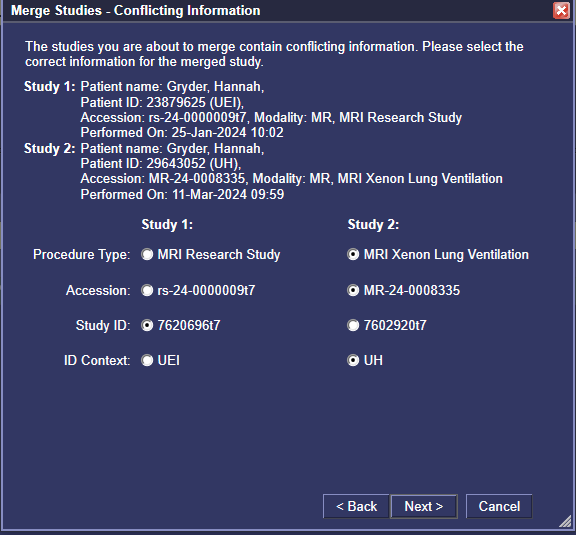 Merge Studies - Conflicting Information
The studies you are about to merge contain conflicting information. Please select the
correct information for the merged study.
Study 1: Patient name: Gryder, Hannah,
Patient ID: 23879625 (UEI),
Accession: rs-24-0000009t7, Modality: MR, MRI Research Study
Performed On: 25-Jan-2024 10:02
Study 2: Patient name: Gryder, Hannah,
Patient ID: 29643052 (UH),
Accession: MR-24-0008335, Modality: MR, MRI Xenon Lung Ventilation
Performed On: 11-Mar-2024 09:59
Study 1: Study 2:
Procedure Type: MRI Research Study MRI Xenon Lung Ventilation
Accession: rs-24-0000009t7 MR-24-0008335
Study ID: 7620696t7 7602920t7
ID Context: UEI UH
< Back Next > Cancel